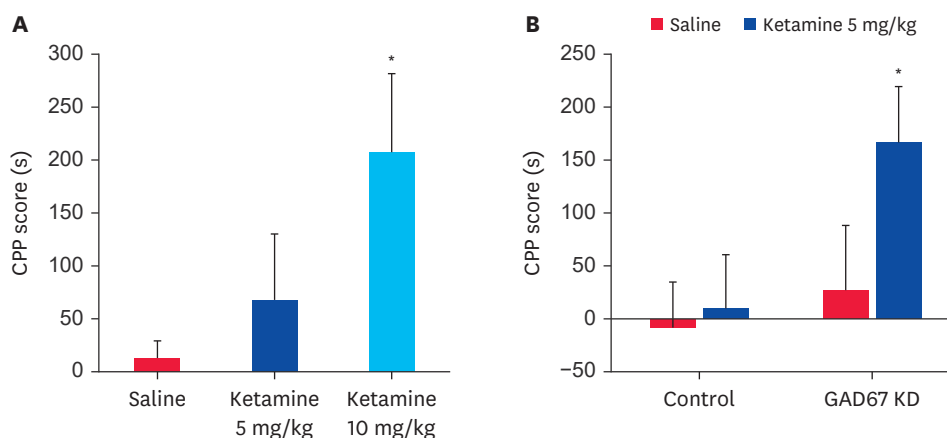 A
CPP score (s)
300
250
200
150
100
50
0
*
Saline
Ketamine
5 mg/kg
Ketamine
10 mg/kg
B
Saline
Ketamine 5 mg/kg
CPP score (s)
250
200
150
100
50
0
−50
*
Control
GAD67 KD